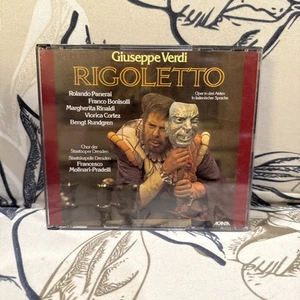 Giuseppe Verdi
RIGOLETTO
Rolando Panerai
Franco Bonisolli
Margherita Rinaldi
Viorica Cortez
Bengt Rundgren
Oper in drei Akten
In italienischer Sprache
Chor der
Staatsoper Dresden
Staatskapelle Dresden
Francesco
Molinari-Pradelli
ACANTA